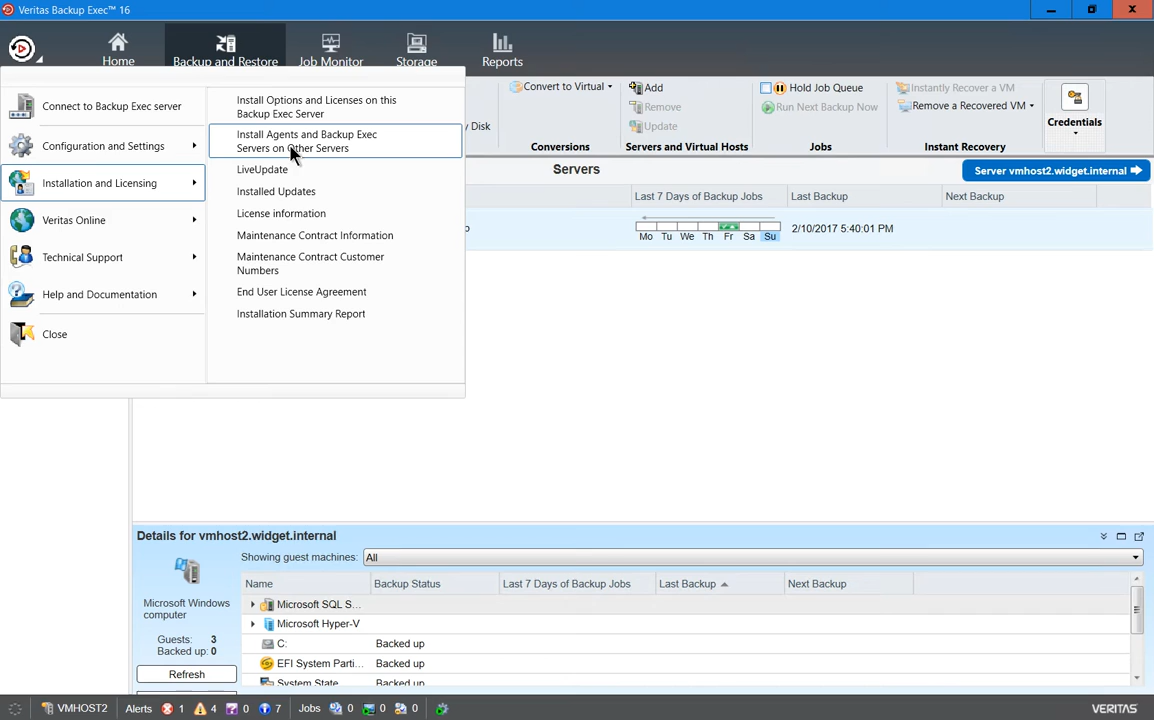 Veritas Backup Exec™ 16
Home
Backup and Restore
Job Monitor
Storage
Reports
Connect to Backup Exec server
Configuration and Settings
Installation and Licensing
Veritas Online
Technical Support
Help and Documentation
Close
Install Options and Licenses on this
Backup Exec Server
Install Agents and Backup Exec
Servers on Other Servers
LiveUpdate
Installed Updates
License information
Maintenance Contract Information
Maintenance Contract Customer
Numbers
End User License Agreement
Installation Summary Report
Disk
Convert to Virtual
Conversions
Add
Remove
Update
Servers and Virtual Hosts
Hold Job Queue
Run Next Backup Now
Jobs
Instantly Recover a VM
Remove a Recovered VM
Instant Recovery
Credentials
Servers
Server vmhost2.widget.internal
Last 7 Days of Backup Jobs
Last Backup
Next Backup
Mo Tu We Th Fr Sa Su
2/10/2017 5:40:01 PM
Details for vmhost2.widget.internal
Showing guest machines: All
Microsoft Windows
computer
Guests: 3
Backed up: 0
Refresh
Name
Backup Status
Last 7 Days of Backup Jobs
Last Backup
Next Backup
Microsoft SQL S...
Microsoft Hyper-V
C: Backed up
EFI System Parti... Backed up
System State Backed up
VMHOST2
Alerts 1 4 0 7
Jobs 0 0 0
VERITAS